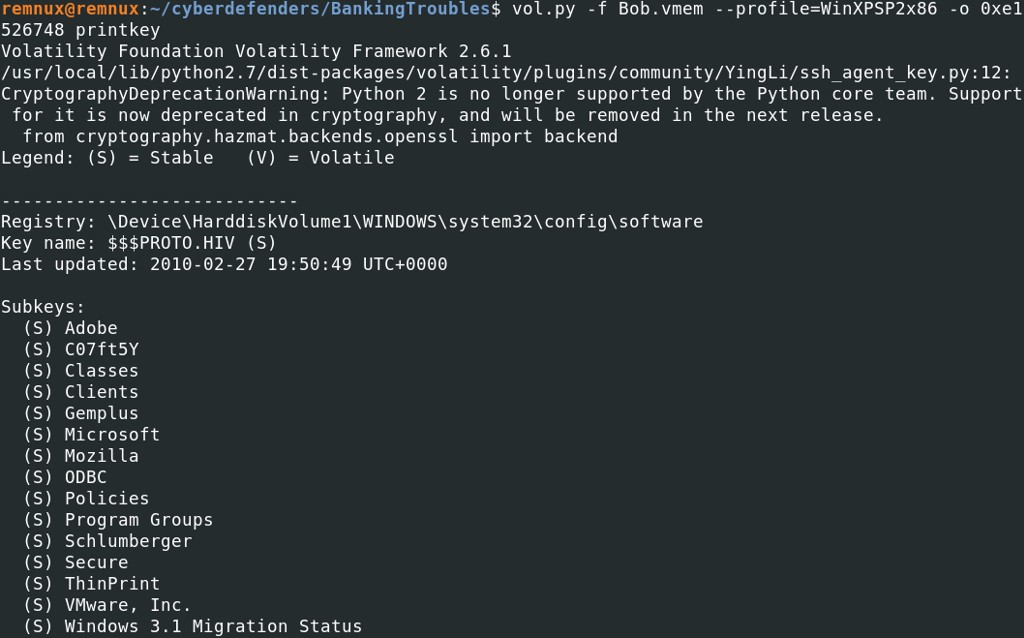 remnux@remnux:~/cyberdefenders/BankingTroubles$ vol.py -f Bob.vmem --profile=WinXPSP2x86 -o 0xe1
526748 printkey
Volatility Foundation Volatility Framework 2.6.1
/usr/local/lib/python2.7/dist-packages/volatility/plugins/community/YingLi/ssh_agent_key.py:12:
CryptographyDeprecationWarning: Python 2 is no longer supported by the Python core team. Support
 for it is now deprecated in cryptography, and will be removed in the next release.
  from cryptography.hazmat.backends.openssl import backend
Legend: (S) = Stable   (V) = Volatile

----------------------------
Registry: \Device\HarddiskVolume1\WINDOWS\system32\config\software
Key name: $$$PROTO.HIV (S)
Last updated: 2010-02-27 19:50:49 UTC+0000

Subkeys:
  (S) Adobe
  (S) C07ft5Y
  (S) Classes
  (S) Clients
  (S) Gemplus
  (S) Microsoft
  (S) Mozilla
  (S) ODBC
  (S) Policies
  (S) Program Groups
  (S) Schlumberger
  (S) Secure
  (S) ThinPrint
  (S) VMware, Inc.
  (S) Windows 3.1 Migration Status